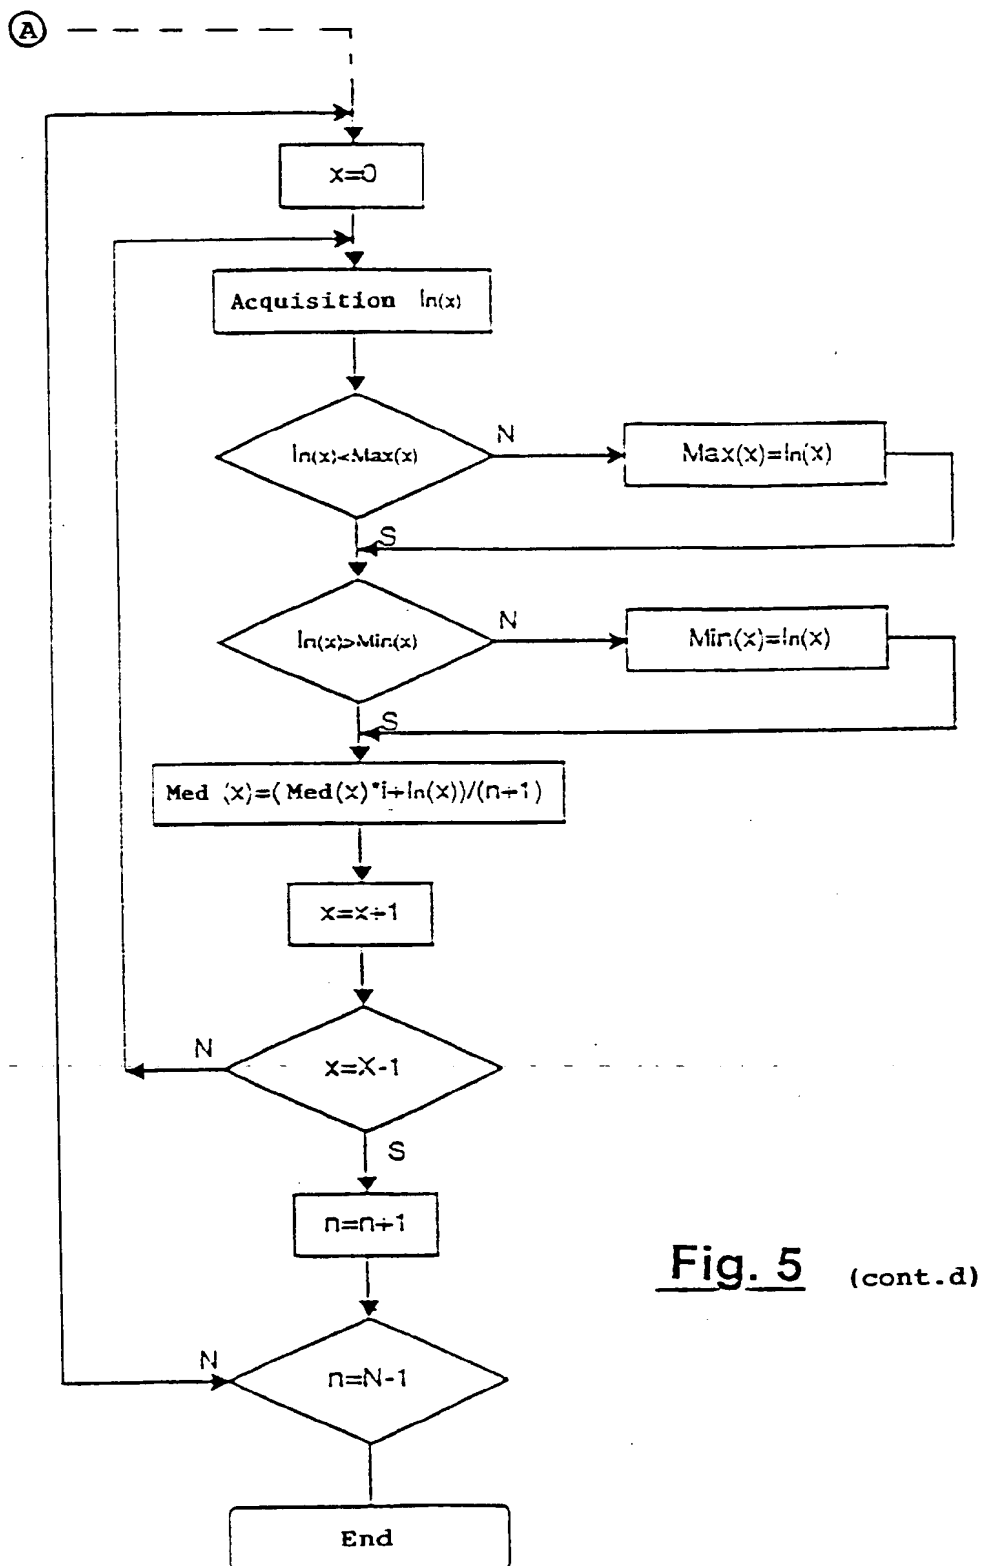 A
x=0
Acquisition In(x)
In(x)<Max(x)
N
Max(x)=In(x)
S
In(x)>Min(x)
N
Min(x)=In(x)
S
Med (x)=(Med(x)*i+In(x))/(n+1)
x=x+1
N
x=X-1
S
n=n+1
Fig. 5 (cont.d)
N
n=N-1
End